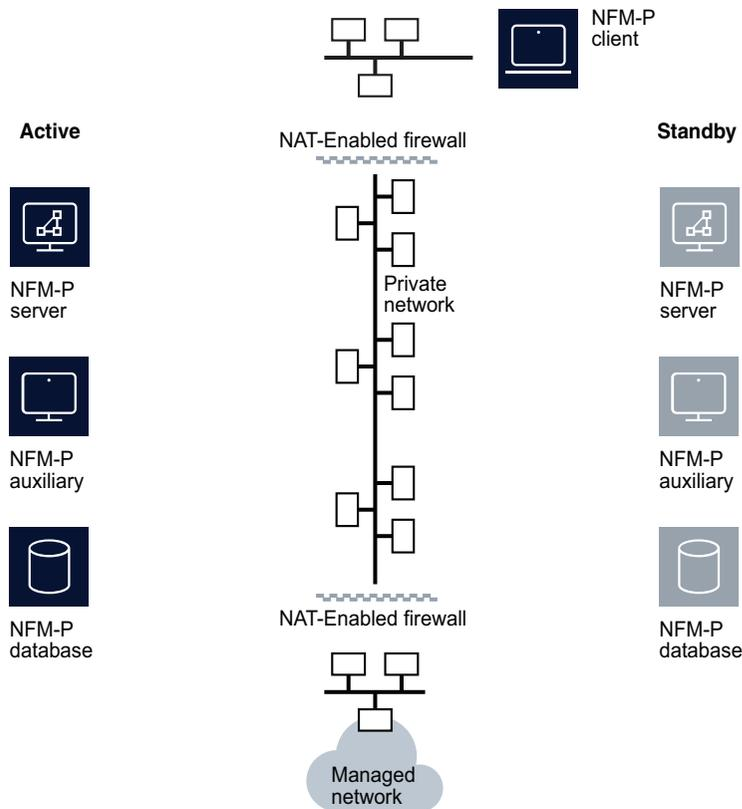 NFM-P
client
Active
NAT-Enabled firewall
Standby
NFM-P
server
Private
network
NFM-P
server
NFM-P
auxiliary
NFM-P
auxiliary
NAT-Enabled firewall
NFM-P
database
NFM-P
database
Managed
network